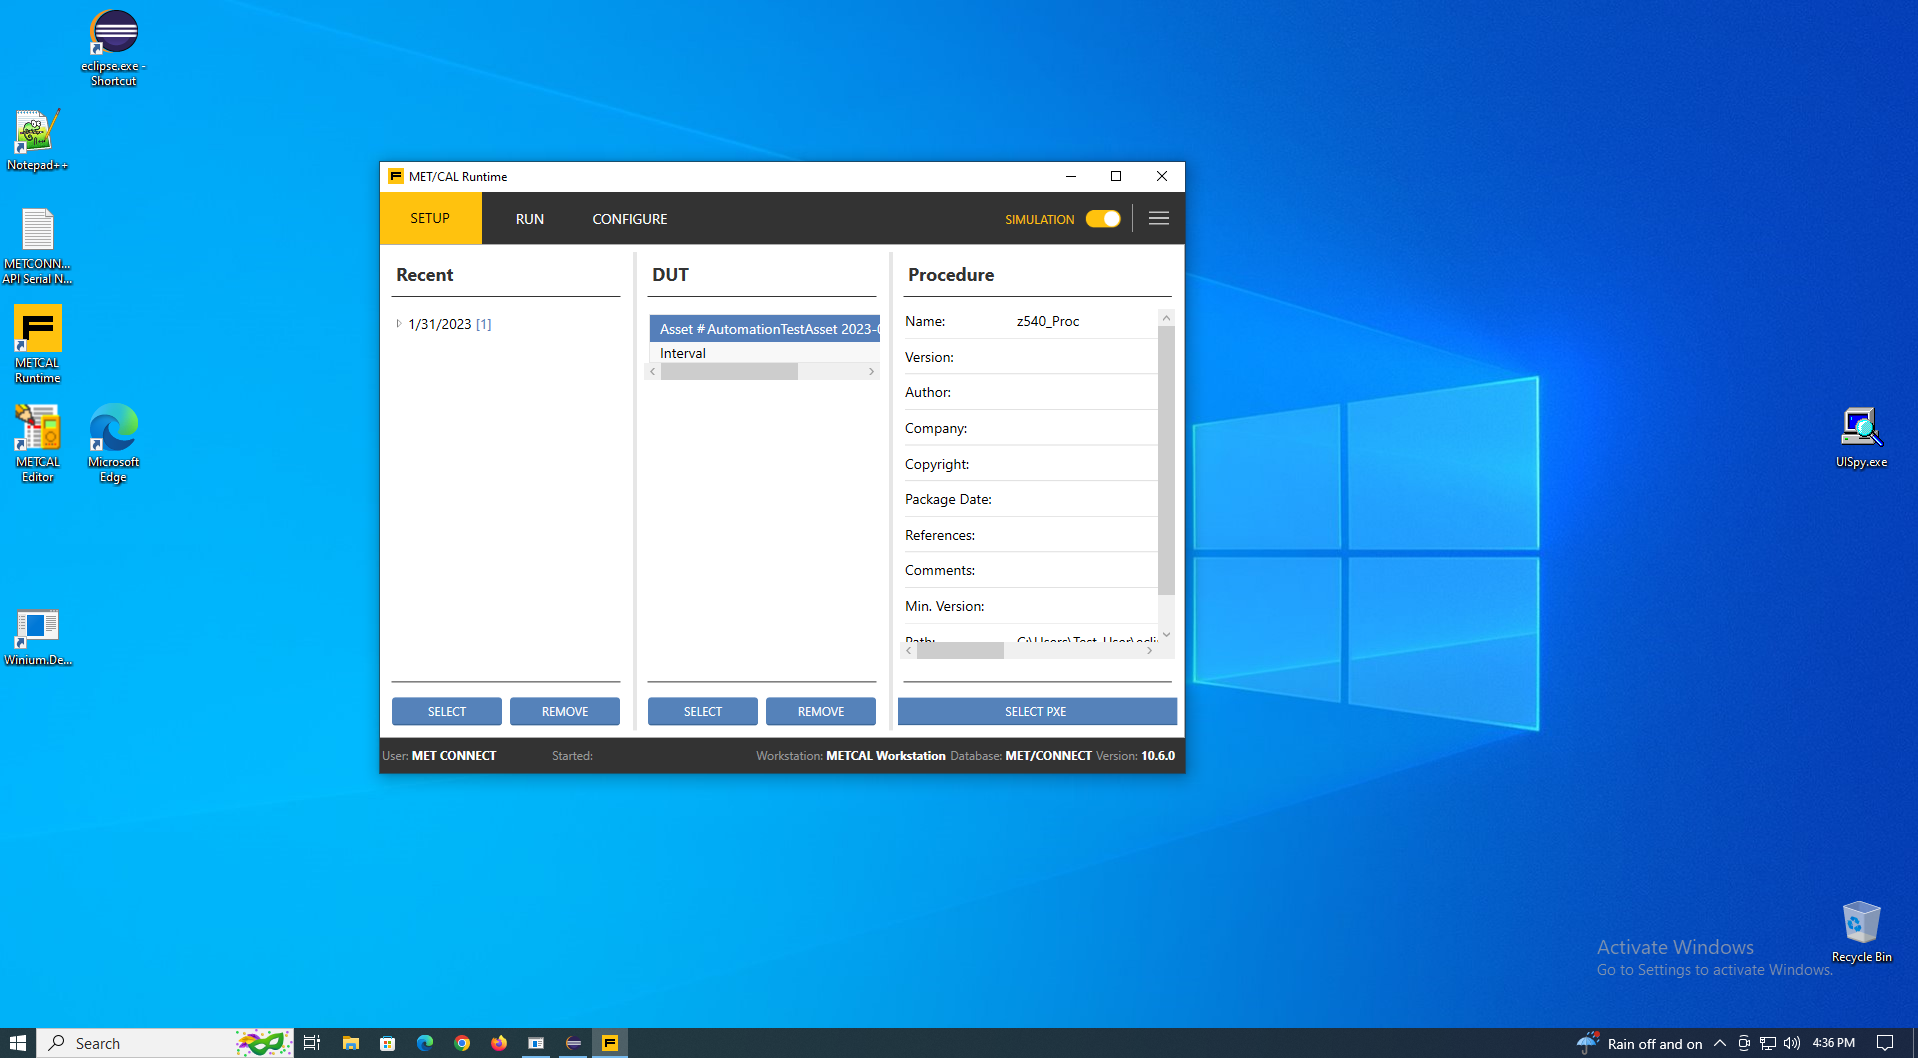 eclipse.exe -
Shortcut
Notepad++
METCONN...
API Serial N...
METCAL
Runtime
METCAL
Editor
Microsoft
Edge
Winium.De...
MET/CAL Runtime
SETUP
RUN
CONFIGURE
SIMULATION
Recent
1/31/2023 [1]
SELECT
REMOVE
DUT
Asset # AutomationTestAsset 2023-0
Interval
SELECT
REMOVE
Procedure
Name: z540_Proc
Version:
Author:
Company:
Copyright:
Package Date:
References:
Comments:
Min. Version:
Path: C:\Users\Test_User\ecli
SELECT PXE
User: MET CONNECT
Started:
Workstation: METCAL Workstation Database: MET/CONNECT Version: 10.6.0
UISpy.exe
Recycle Bin
Activate Windows
Go to Settings to activate Windows.
Search
Rain off and on
4:36 PM